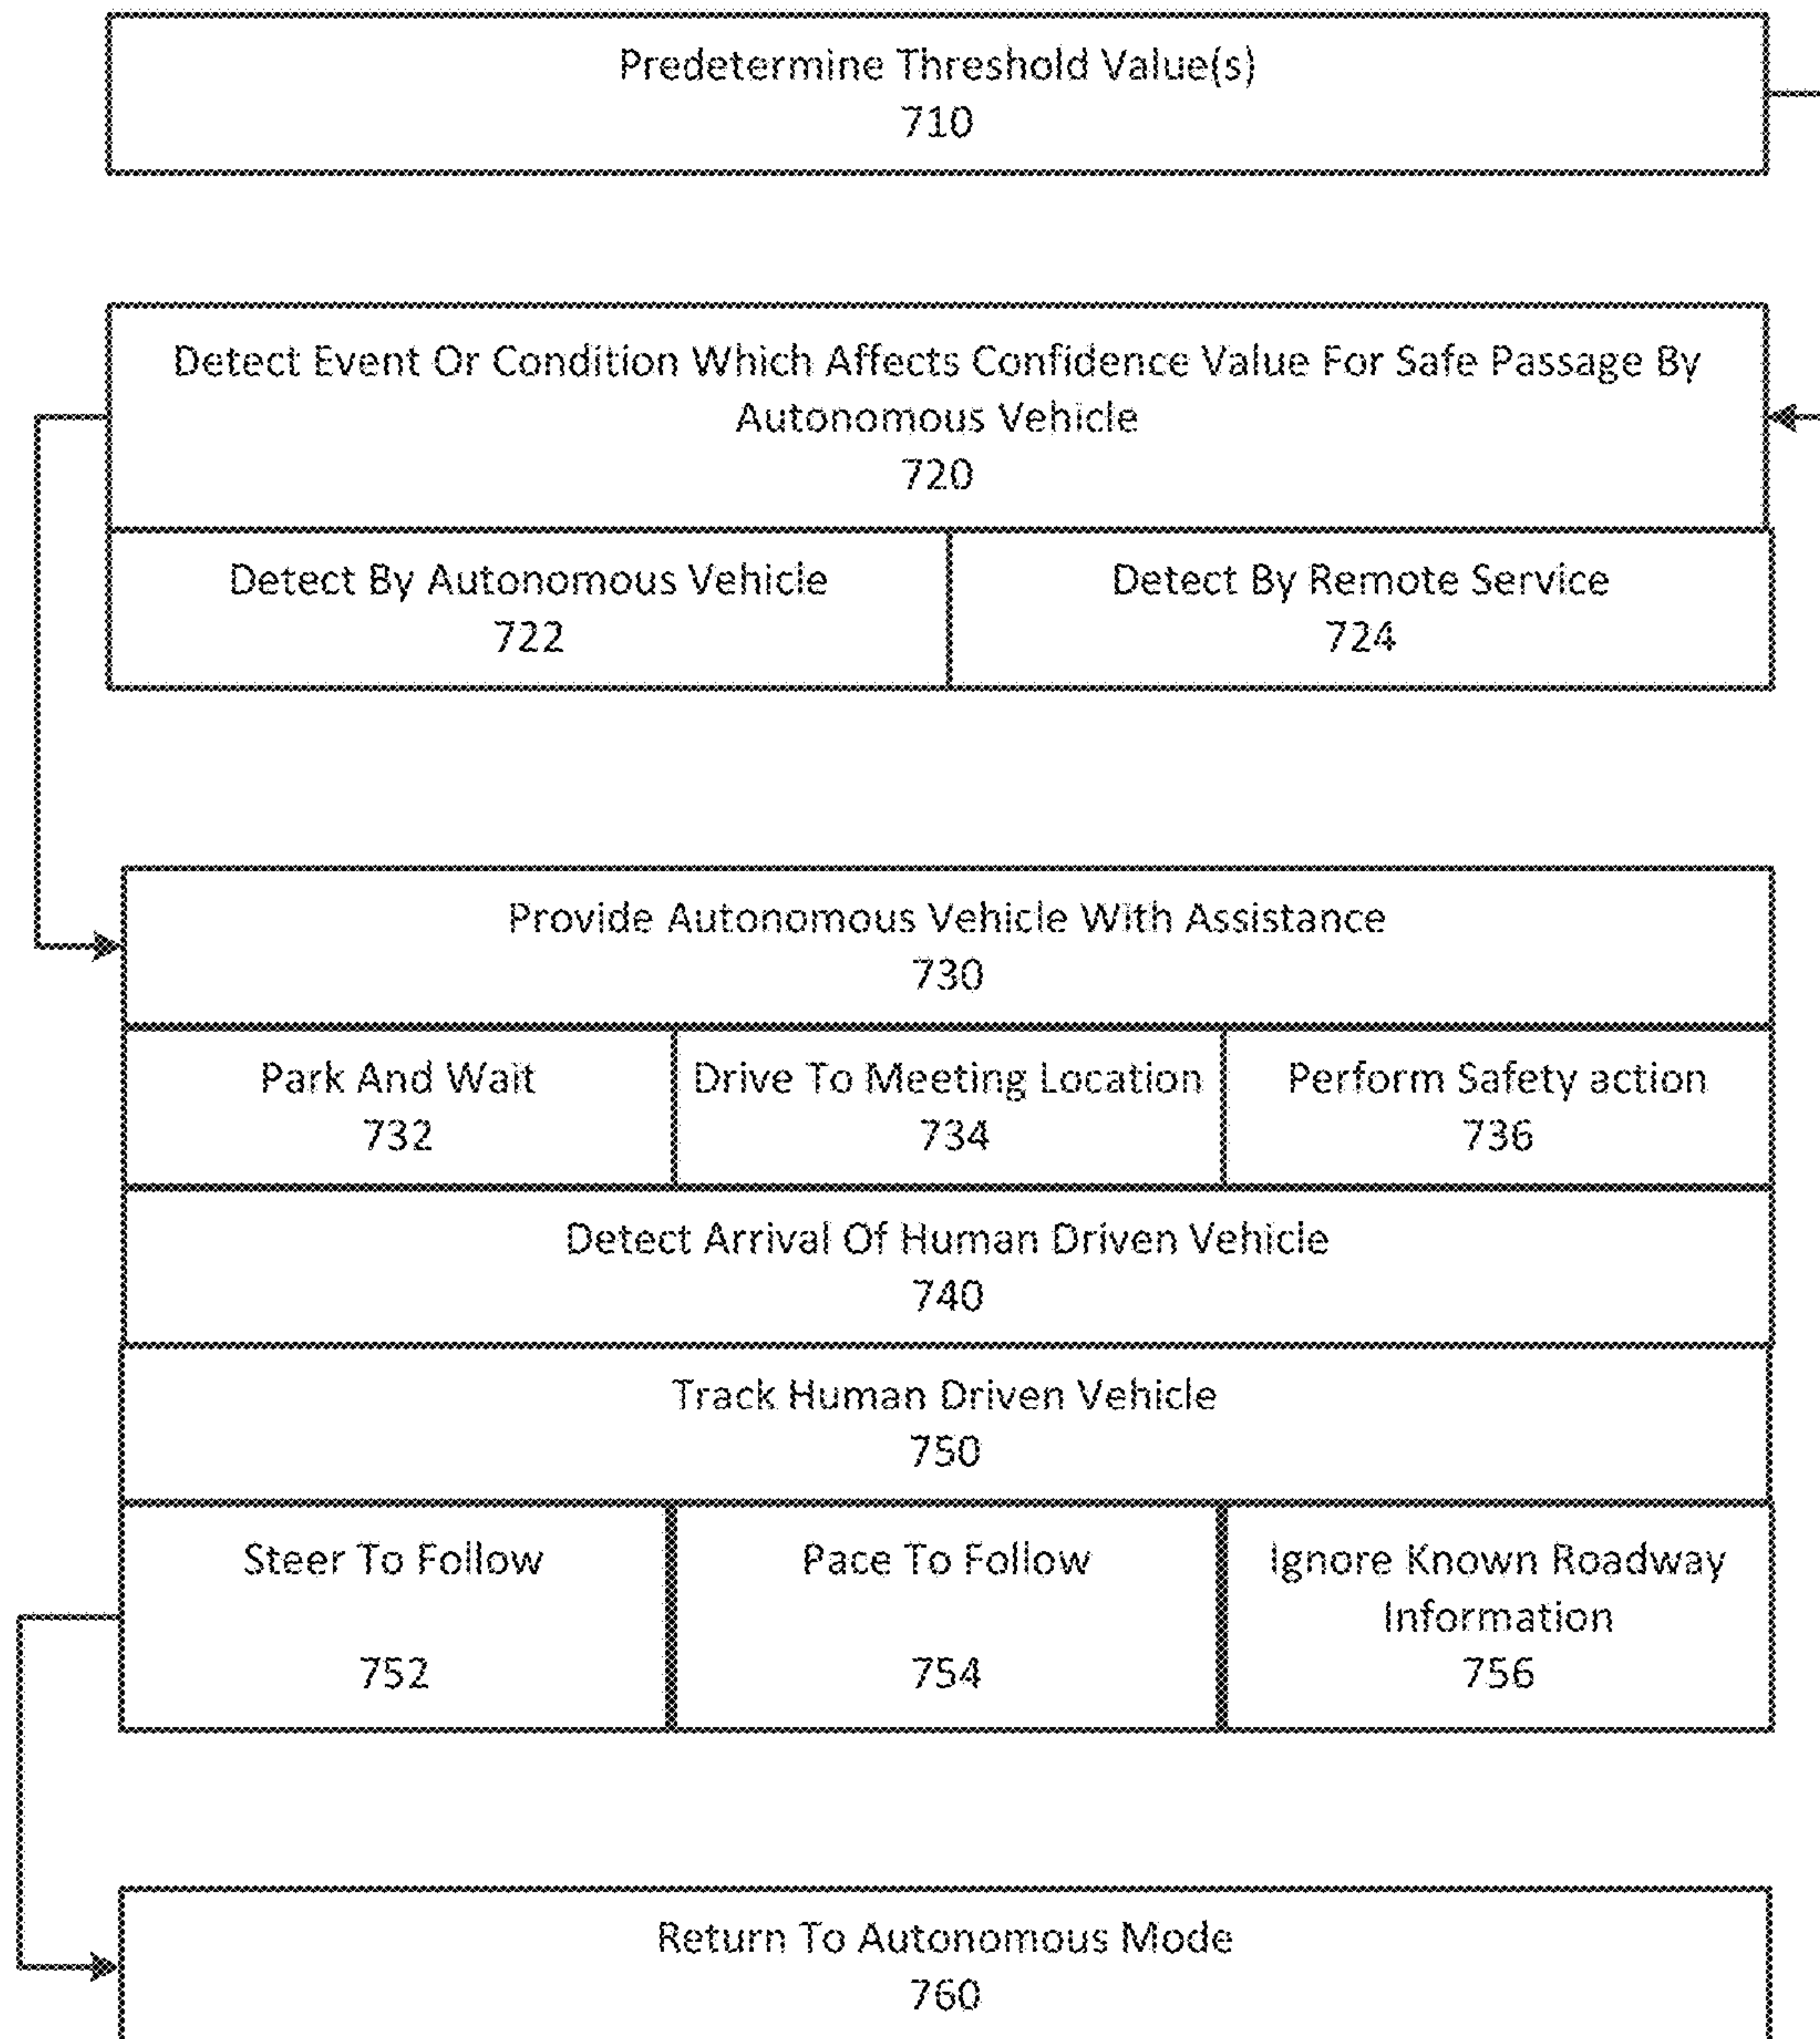 Predetermine Threshold Value(s)
710
Detect Event Or Condition Which Affects Confidence Value For Safe Passage By
Autonomous Vehicle
720
Detect By Autonomous Vehicle
722
Detect By Remote Service
724
Provide Autonomous Vehicle With Assistance
730
Park And Wait
732
Drive To Meeting Location
734
Perform Safety action
736
Detect Arrival Of Human Driven Vehicle
740
Track Human Driven Vehicle
750
Steer To Follow
752
Pace To Follow
754
Ignore Known Roadway
Information
756
Return To Autonomous Mode
760